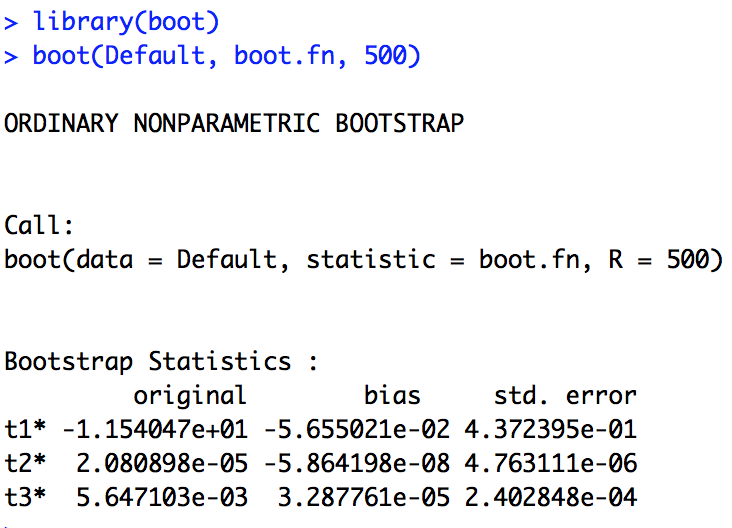 > library(boot)
> boot(Default, boot.fn, 500)
ORDINARY NONPARAMETRIC BOOTSTRAP
Call:
boot(data = Default, statistic = boot.fn, R = 500)
Bootstrap Statistics :
original bias std. error
t1* -1.154047e+01 -5.655021e-02 4.372395e-01
t2* 2.080898e-05 -5.864198e-08 4.763111e-06
t3* 5.647103e-03 3.287761e-05 2.402848e-04